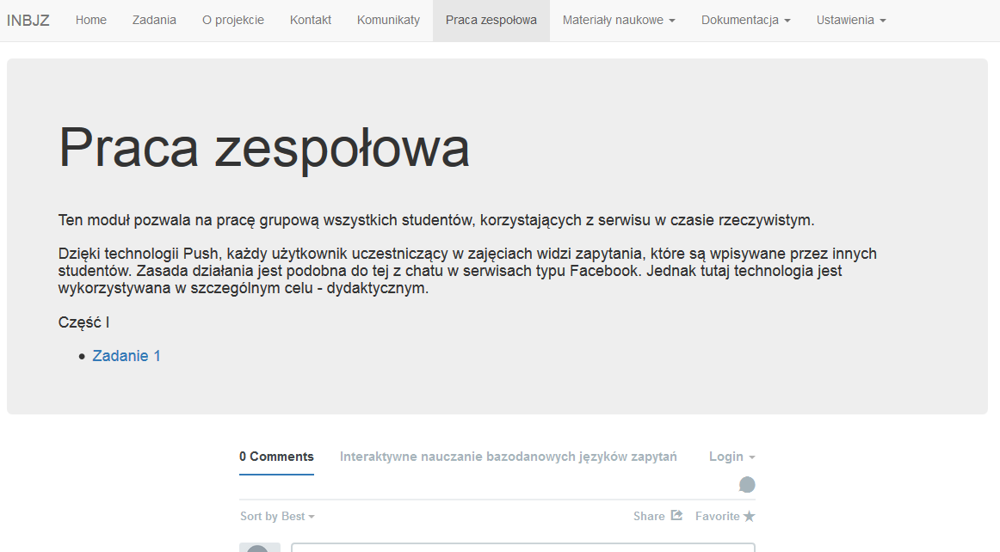 INBJZ Home Zadania O projekcie Kontakt Komunikaty Praca zespołowa Materiały naukowe Dokumentacja Ustawienia
Praca zespołowa
Ten moduł pozwala na pracę grupową wszystkich studentów, korzystających z serwisu w czasie rzeczywistym.
Dzięki technologii Push, każdy użytkownik uczestniczący w zajęciach widzi zapytania, które są wpisywane przez innych
studentów. Zasada działania jest podobna do tej z chatu w serwisach typu Facebook. Jednak tutaj technologia jest
wykorzystywana w szczególnym celu - dydaktycznym.
Część I
• Zadanie 1
0 Comments Interaktywne nauczanie bazodanowych języków zapytań Login
Sort by Best Share Favorite